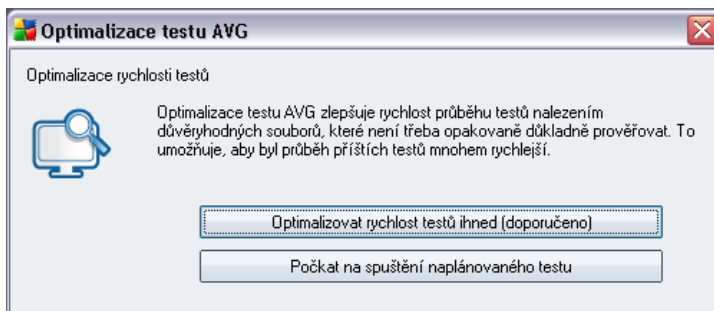 Optimalizace testu AVG
Optimalizace rychlosti testů
Optimalizace testu AVG zlepšuje rychlost průběhu testů nalezením
důvěryhodných souborů, které není třeba opakovaně důkladně prověřovat. To
umožňuje, aby byl průběh příštích testů mnohem rychlejší.
Optimalizovat rychlost testů ihned (doporučeno)
Počkat na spuštění naplánovaného testu